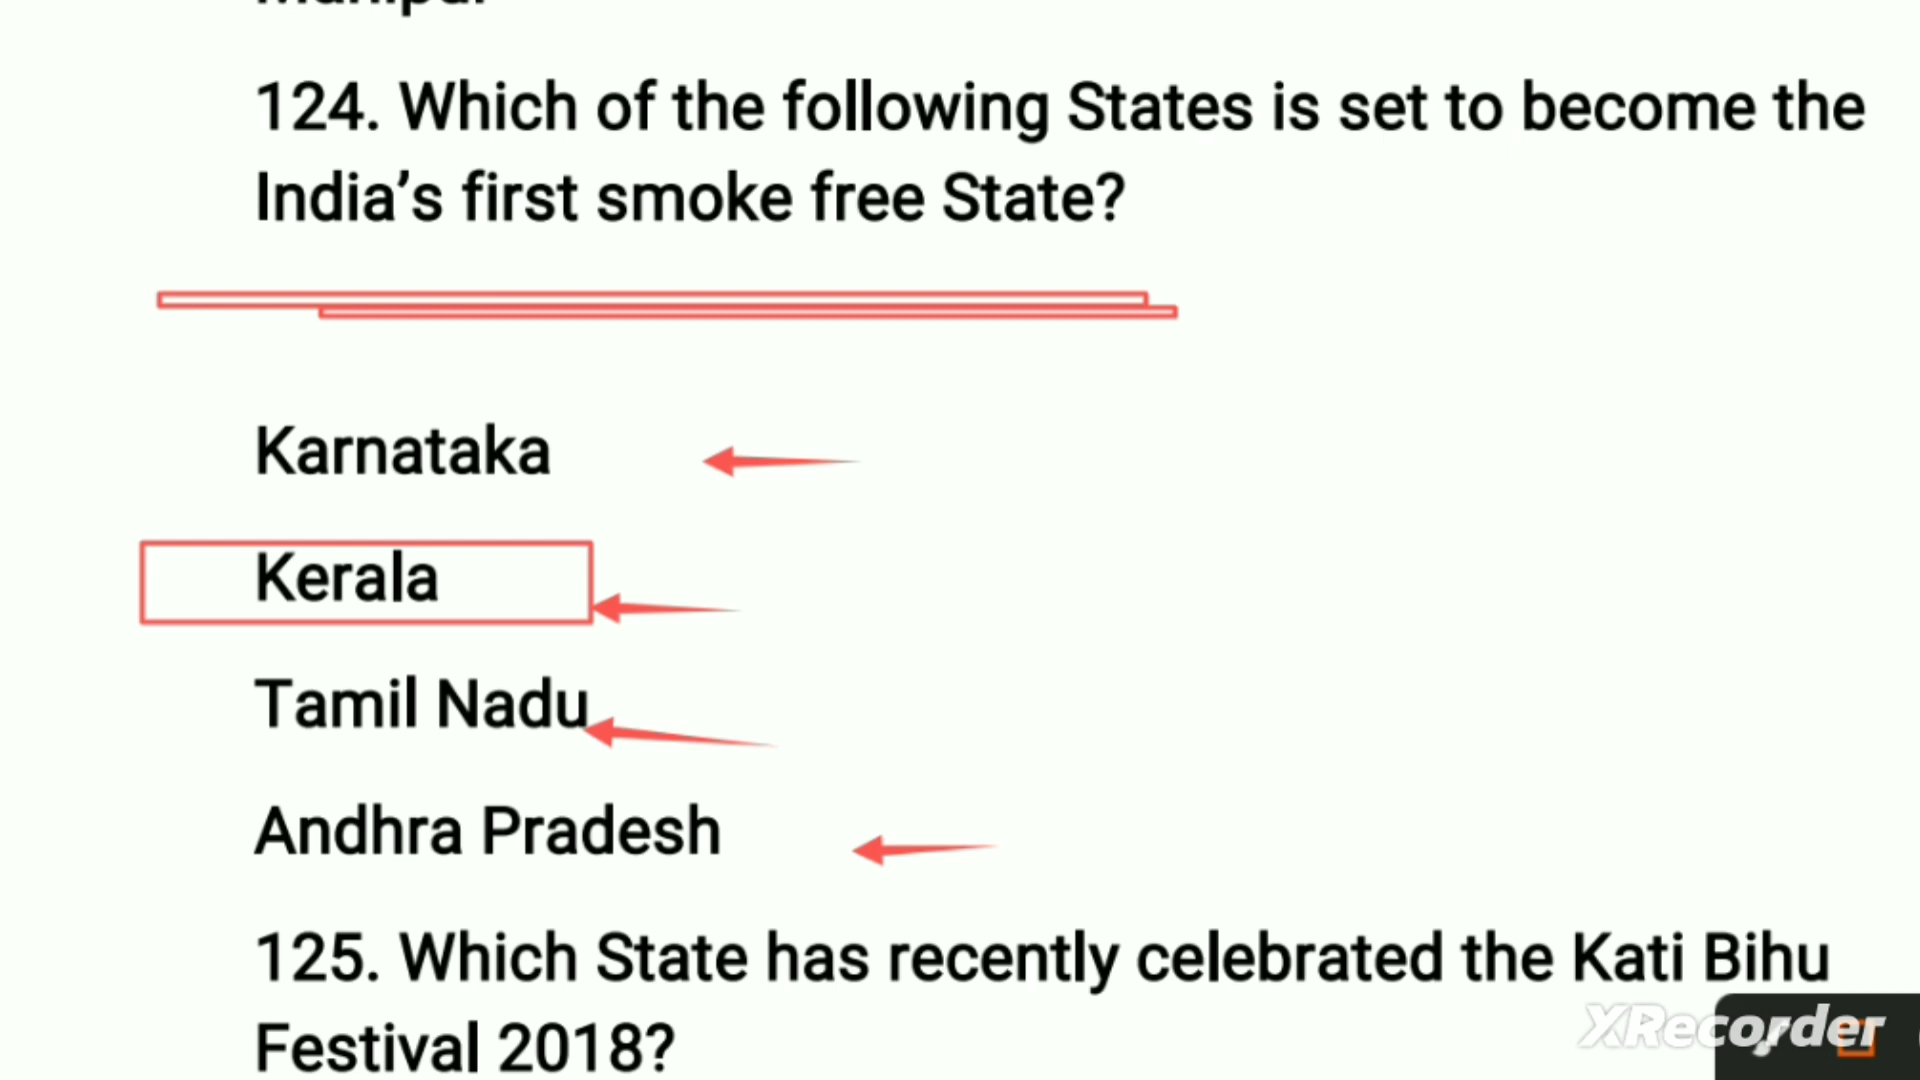 Manipur
124. Which of the following States is set to become the
India’s first smoke free State?
Karnataka
Kerala
Tamil Nadu
Andhra Pradesh
125. Which State has recently celebrated the Kati Bihu
Festival 2018?
XRecorder